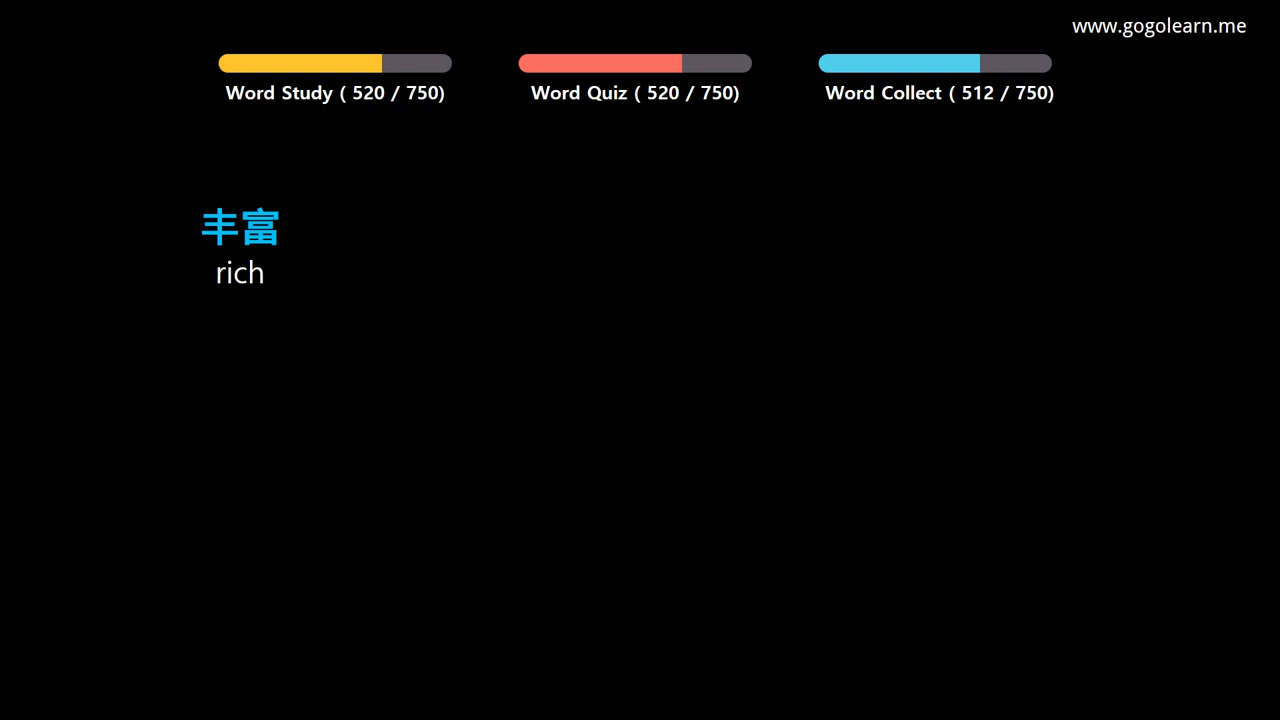 www.gogolearn.me
Word Study ( 520 / 750)
Word Quiz ( 520 / 750)
Word Collect ( 512 / 750)
丰富
rich